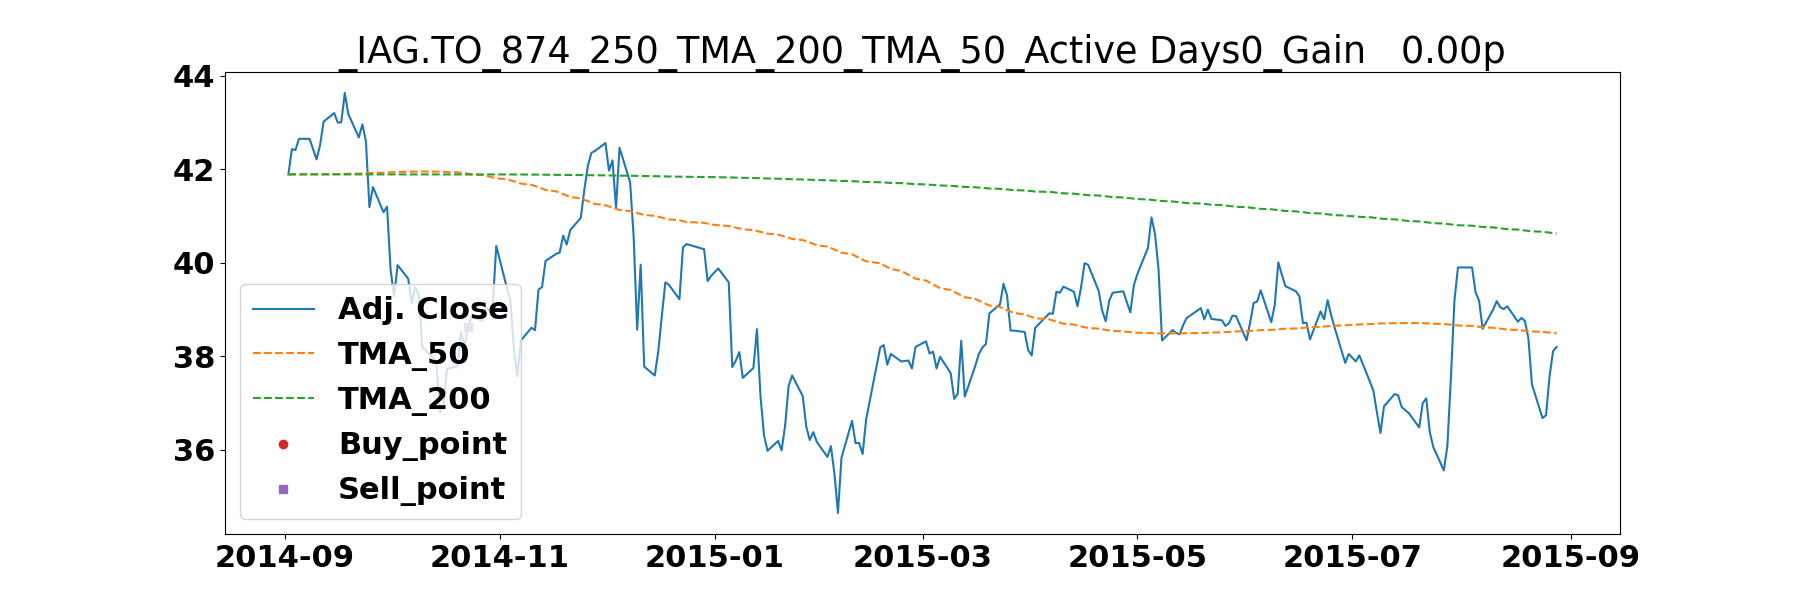 _IAG.TO_874_250_TMA_200_TMA_50_Active Days0_Gain   0.00p
44
42
40
38
36
Adj. Close
TMA_50
TMA_200
Buy_point
Sell_point
2014-09 2014-11 2015-01 2015-03 2015-05 2015-07 2015-09